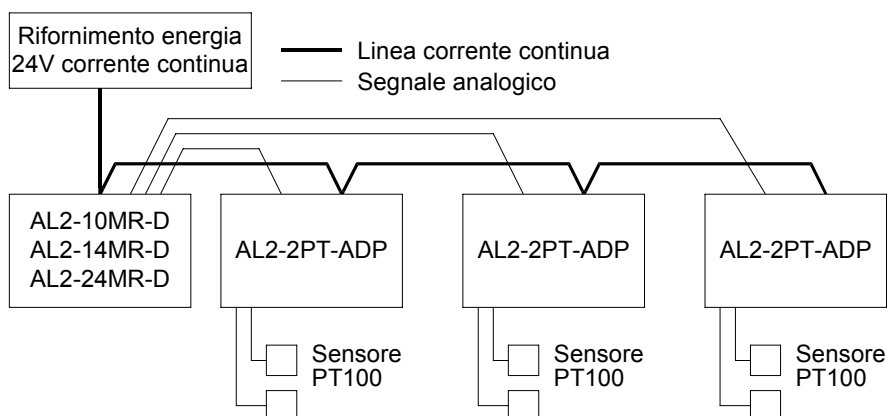 Rifornimento energia
24V corrente continua
Linea corrente continua
Segnale analogico
AL2-10MR-D
AL2-14MR-D
AL2-24MR-D
AL2-2PT-ADP
AL2-2PT-ADP
AL2-2PT-ADP
Sensore
PT100
Sensore
PT100
Sensore
PT100